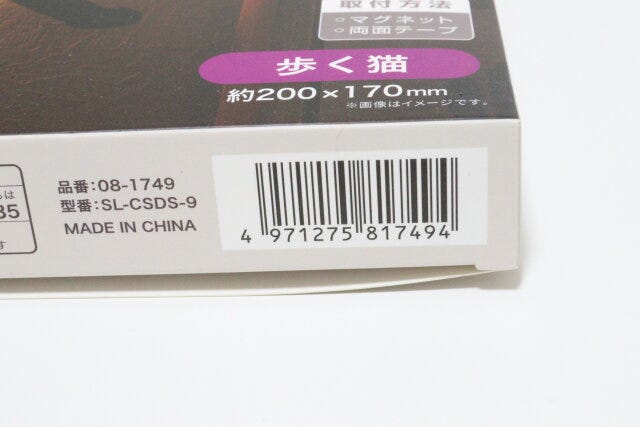 取付方法
○マグネット
○両面テープ
歩く猫
約200×170mm
※画像はイメージです。
品番:08-1749
型番:SL-CSDS-9
MADE IN CHINA
4 971275 817494